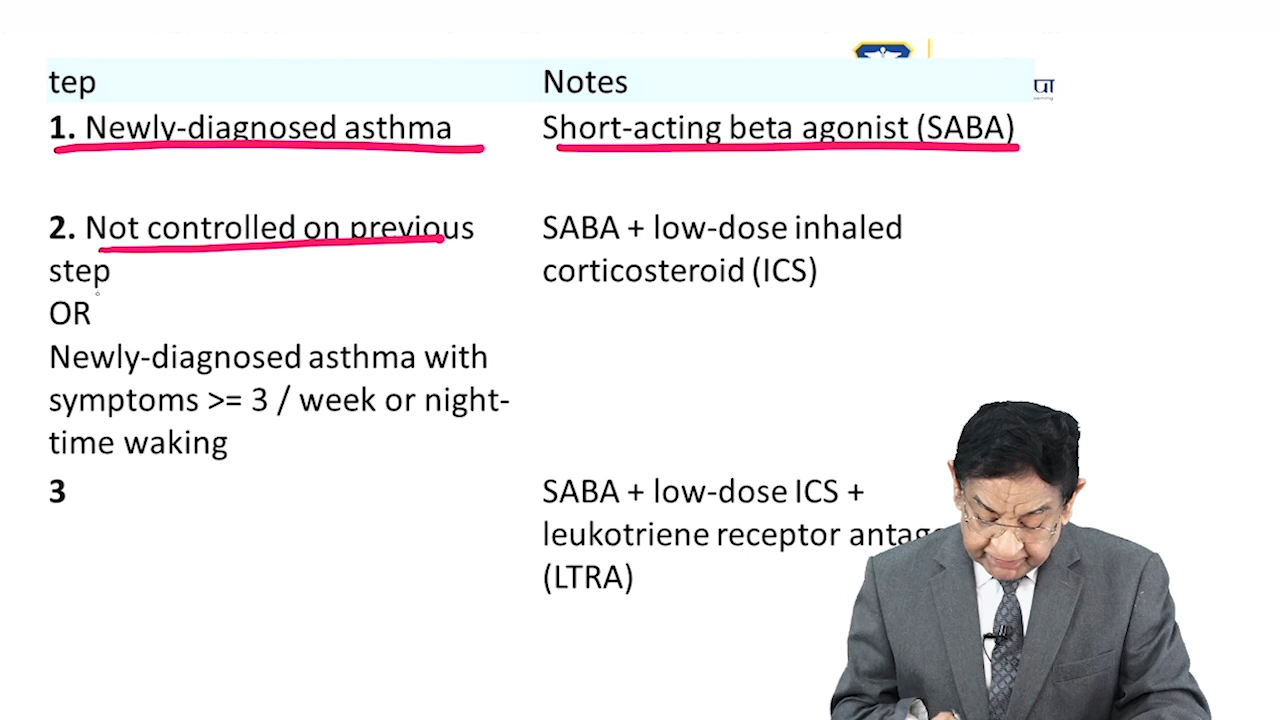 tep Notes
1. Newly-diagnosed asthma Short-acting beta agonist (SABA)
2. Not controlled on previous SABA + low-dose inhaled
step corticosteroid (ICS)
OR
Newly-diagnosed asthma with
symptoms >= 3 / week or night-
time waking
3 SABA + low-dose ICS +
leukotriene receptor antag
(LTRA)